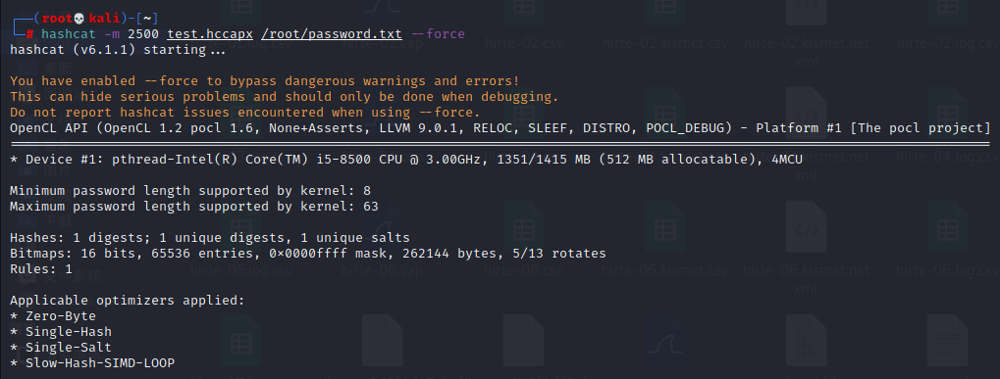 ┌──(root💀kali)-[~]
└─# hashcat -m 2500 test.hccapx /root/password.txt --force
hashcat (v6.1.1) starting...
You have enabled --force to bypass dangerous warnings and errors!
This can hide serious problems and should only be done when debugging.
Do not report hashcat issues encountered when using --force.
OpenCL API (OpenCL 1.2 pocl 1.6, None+Asserts, LLVM 9.0.1, RELOC, SLEEF, DISTRO, POCL_DEBUG) - Platform #1 [The pocl project]
* Device #1: pthread-Intel(R) Core(TM) i5-8500 CPU @ 3.00GHz, 1351/1415 MB (512 MB allocatable), 4MCU
Minimum password length supported by kernel: 8
Maximum password length supported by kernel: 63
Hashes: 1 digests; 1 unique digests, 1 unique salts
Bitmaps: 16 bits, 65536 entries, 0x0000ffff mask, 262144 bytes, 5/13 rotates
Rules: 1
Applicable optimizers applied:
* Zero-Byte
* Single-Hash
* Single-Salt
* Slow-Hash-SIMD-LOOP